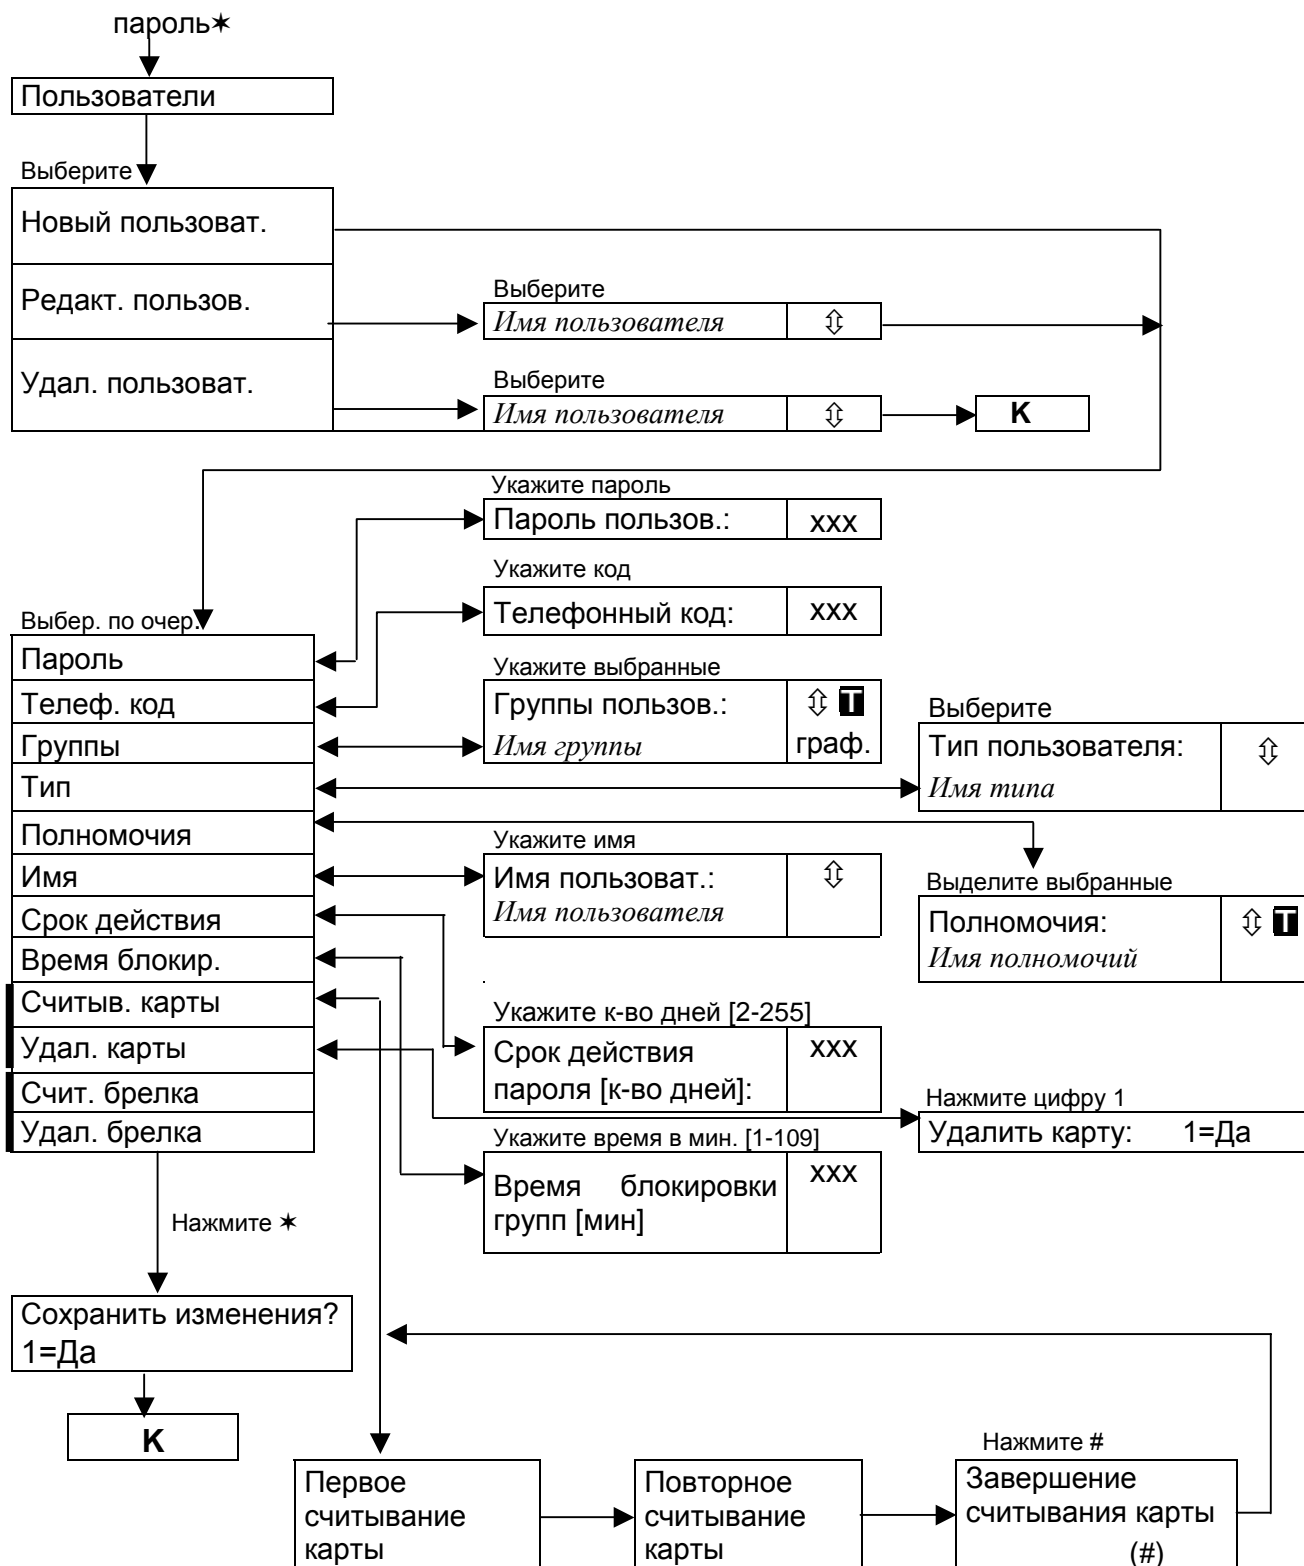 пароль✶
Пользователи
Выберите
Новый пользоват.
Редакт. пользов.
Выберите
Имя пользователя ⇳
Удал. пользоват.
Выберите
Имя пользователя ⇳
K
Укажите пароль
Пароль пользов.: xxx
Укажите код
Телефонный код: xxx
Выбер. по очер.
Пароль
Телеф. код
Группы
Тип
Полномочия
Имя
Срок действия
Время блокир.
Считыв. карты
Удал. карты
Счит. брелка
Удал. брелка
Укажите выбранные
Группы пользов.: ⇳ T
Имя группы граф.
Выберите
Тип пользователя: ⇳
Имя типа
Укажите имя
Имя пользоват.: ⇳
Имя пользователя
Выделите выбранные
Полномочия: ⇳ T
Имя полномочий
Укажите к-во дней [2-255]
Срок действия xxx
пароля [к-во дней]:
Нажмите цифру 1
Удалить карту: 1=Да
Укажите время в мин. [1-109]
Время блокировки xxx
групп [мин]
Нажмите ✶
Сохранить изменения?
1=Да
K
Первое
считывание
карты
Повторное
считывание
карты
Нажмите #
Завершение
считывания карты
(#)